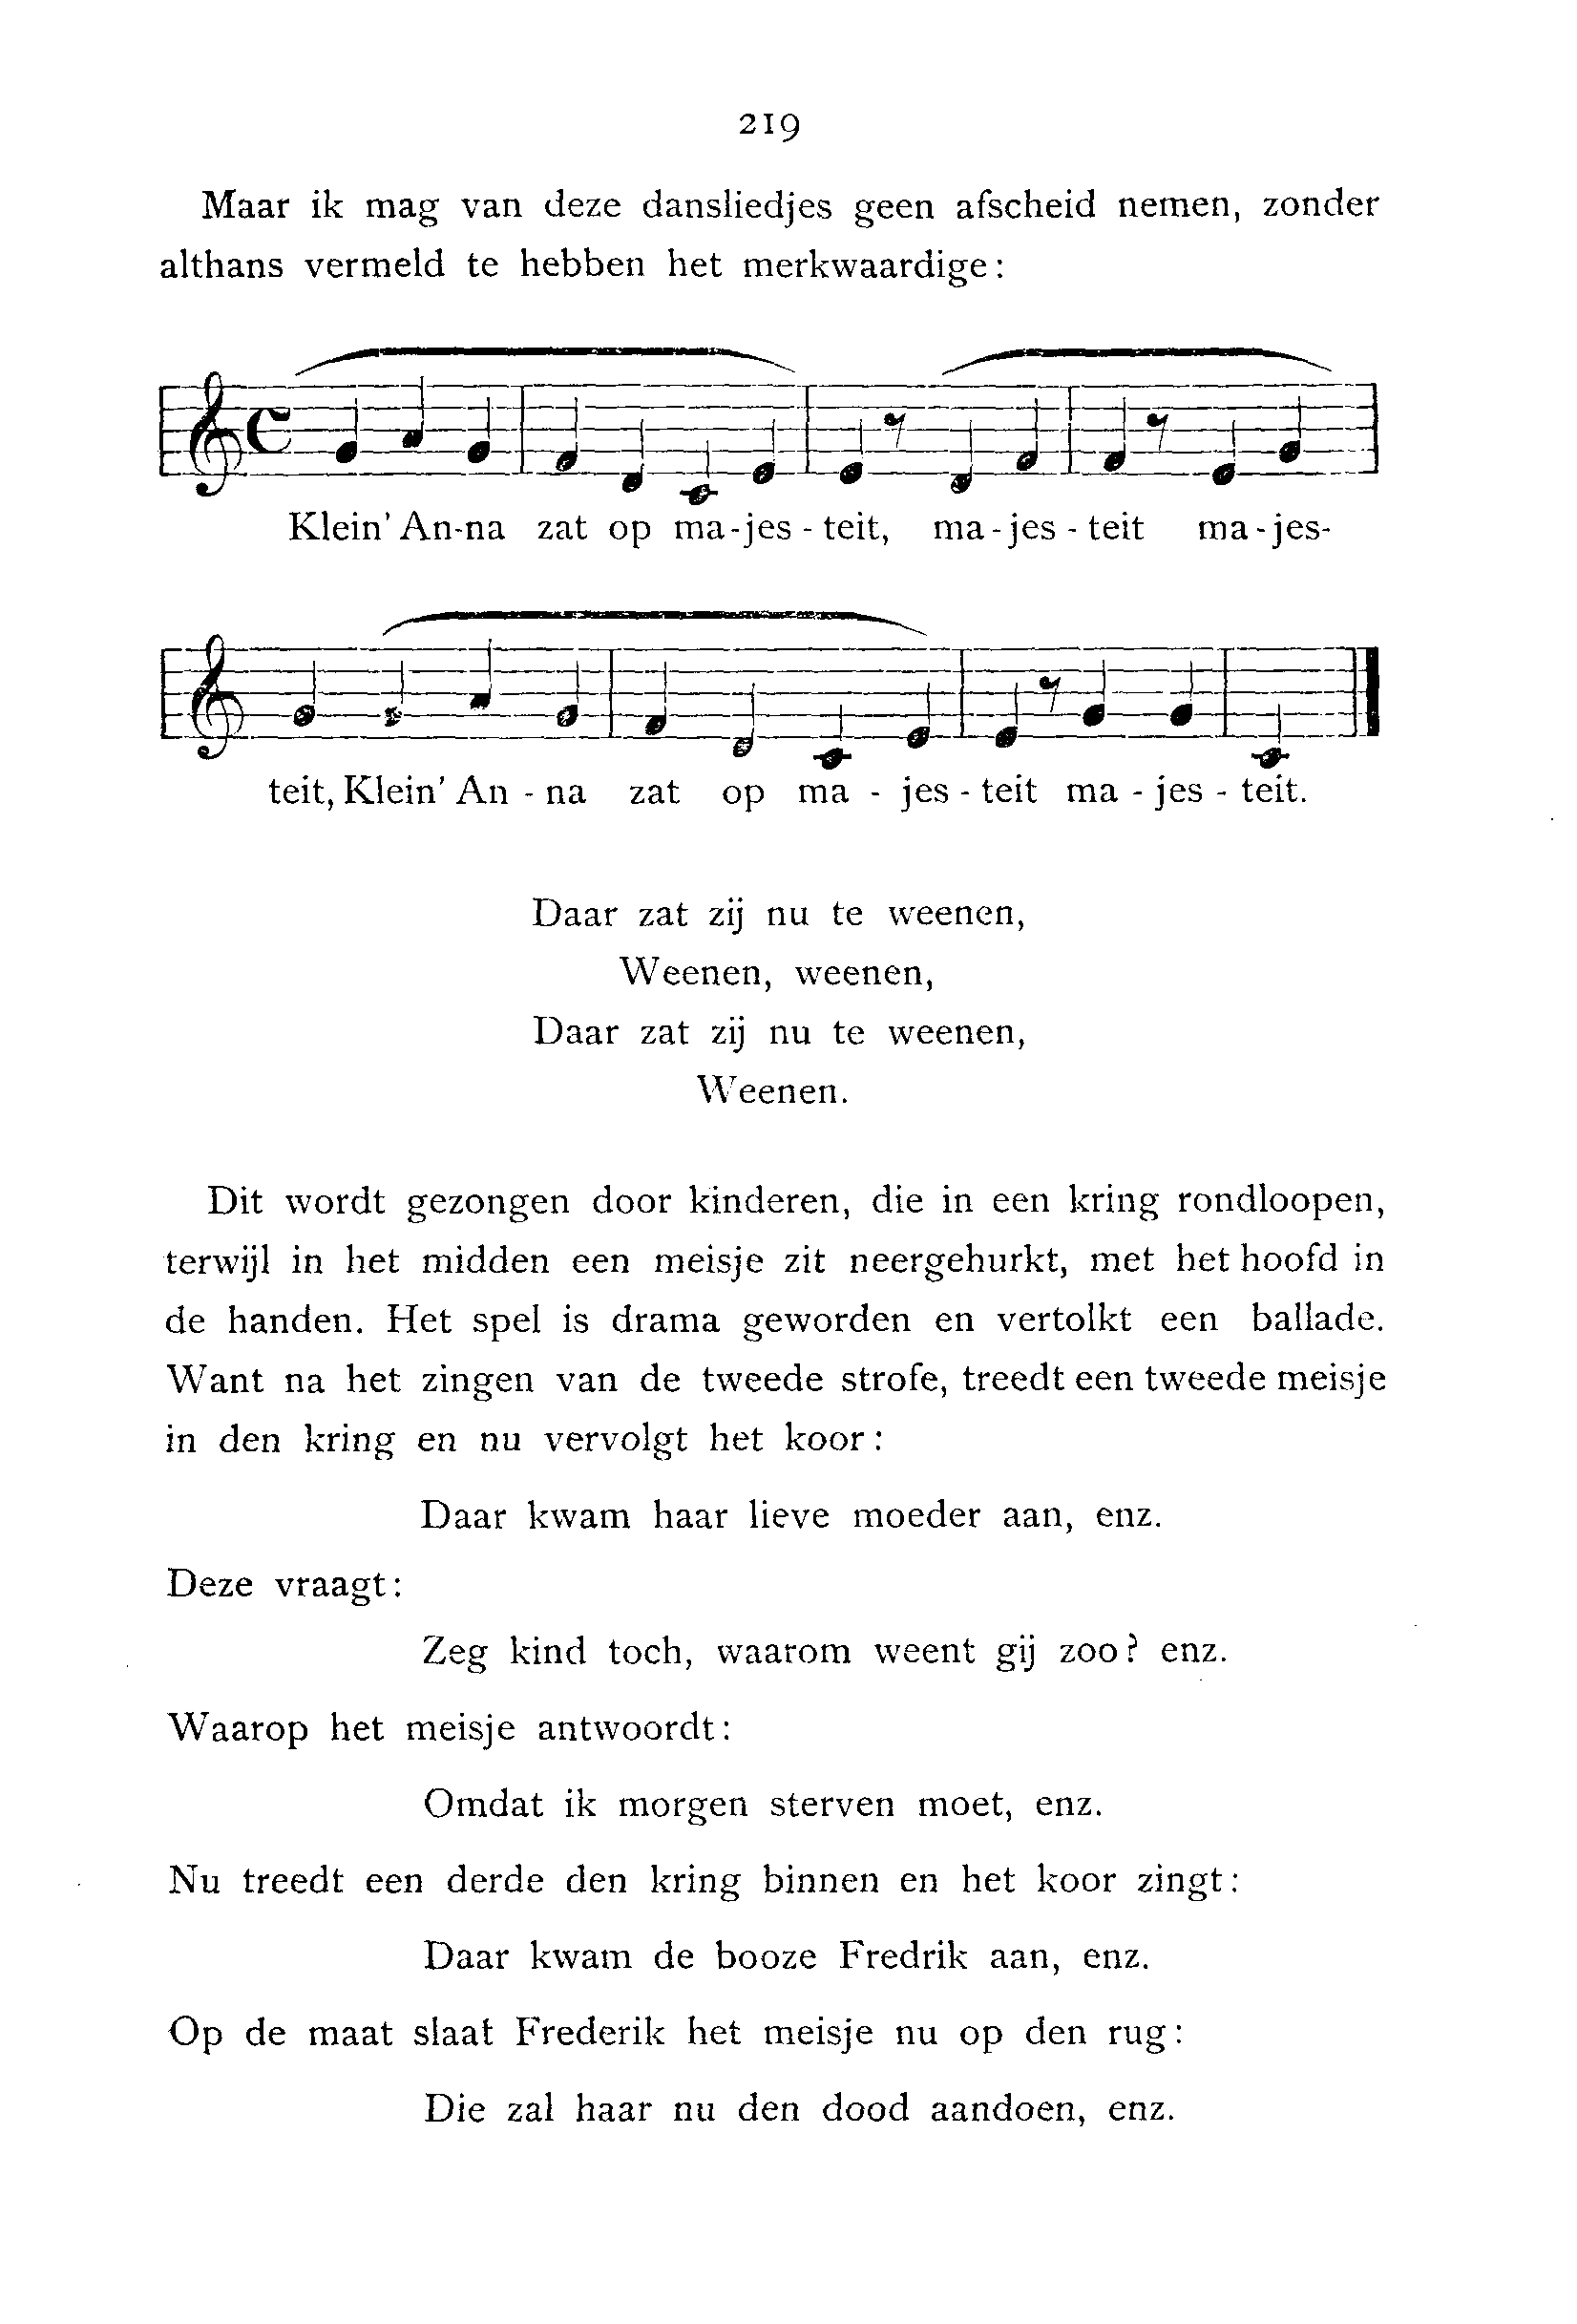 219
Maar ik mag van deze dansliedjes geen afscheid nemen, zonder
althans vermeld te hebben het merkwaardige:
Klein' An-na zat op ma-jes-teit, ma-jes-teit ma-jes-
teit, Klein' An-na zat op ma-jes-teit ma-jes-teit.
Daar zat zij nu te weenen,
Weenen, weenen,
Daar zat zij nu te weenen,
Weenen.
Dit wordt gezongen door kinderen, die in een kring rondloopen,
terwijl in het midden een meisje zit neergehurkt, met het hoofd in
de handen. Het spel is drama geworden en vertolkt een ballade.
Want na het zingen van de tweede strofe, treedt een tweede meisje
in den kring en nu vervolgt het koor:
Daar kwam haar lieve moeder aan, enz.
Deze vraagt:
Zeg kind toch, waarom weent gij zoo? enz.
Waarop het meisje antwoordt:
Omdat ik morgen sterven moet, enz.
Nu treedt een derde den kring binnen en het koor zingt:
Daar kwam de booze Fredrik aan, enz.
Op de maat slaat Frederik het meisje nu op den rug:
Die zal haar nu den dood aandoen, enz.